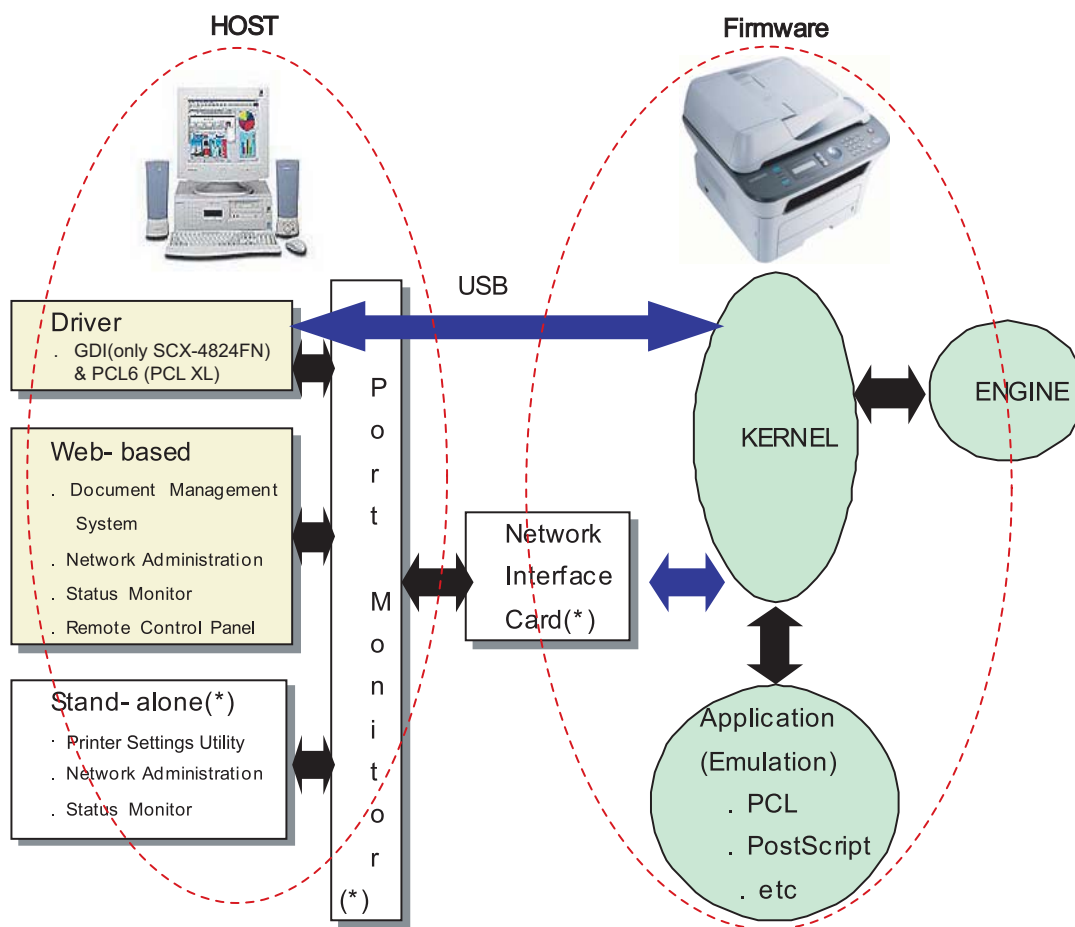 HOST
Firmware
USB
Driver
. GDI(only SCX-4824FN)
& PCL6 (PCL XL)
Web- based
. Document Management
System
. Network Administration
. Status Monitor
. Remote Control Panel
Stand- alone(*)
. Printer Settings Utility
. Network Administration
. Status Monitor
Port Monitor
(*)
Network
Interface
Card(*)
KERNEL
ENGINE
Application
(Emulation)
. PCL
. PostScript
. etc